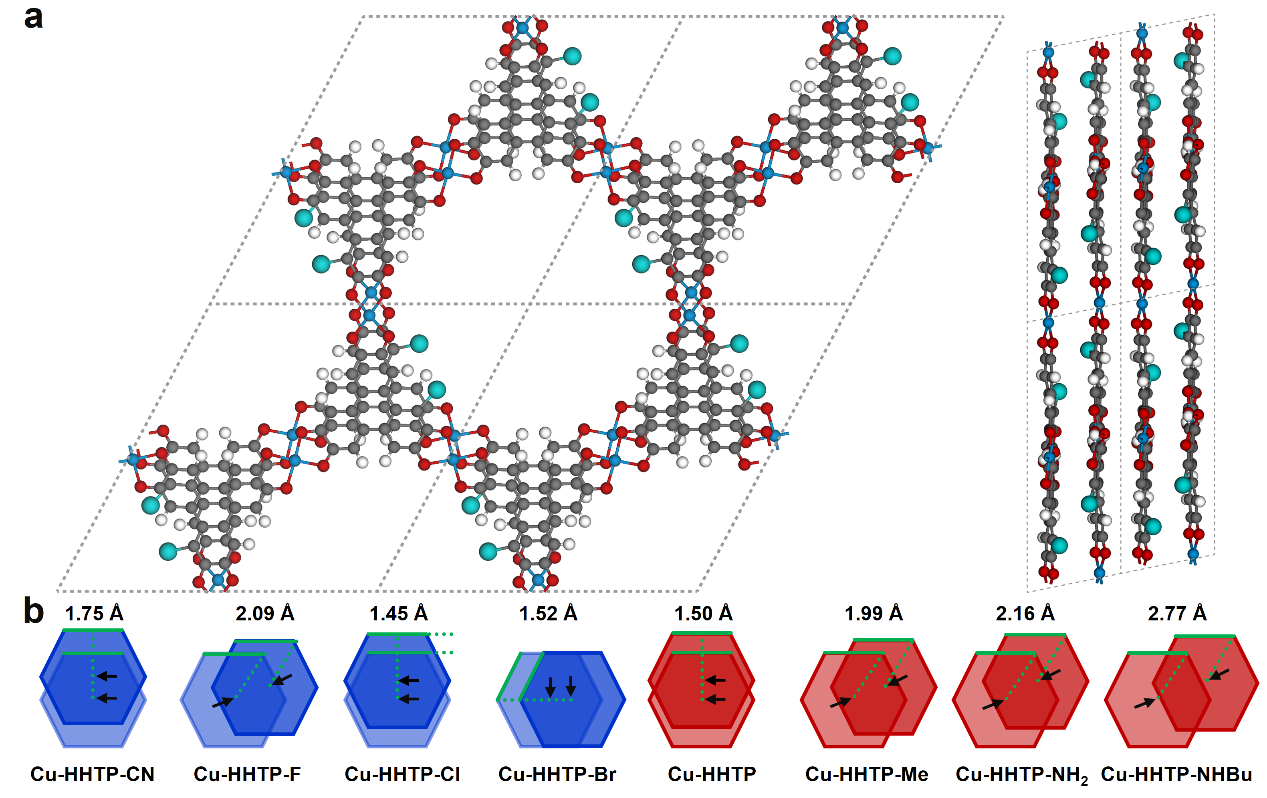 a
b
1.75 Å 2.09 Å 1.45 Å 1.52 Å 1.50 Å 1.99 Å 2.16 Å 2.77 Å
Cu-HHTP-CN Cu-HHTP-F Cu-HHTP-Cl Cu-HHTP-Br Cu-HHTP Cu-HHTP-Me Cu-HHTP-NH₂ Cu-HHTP-NHBu